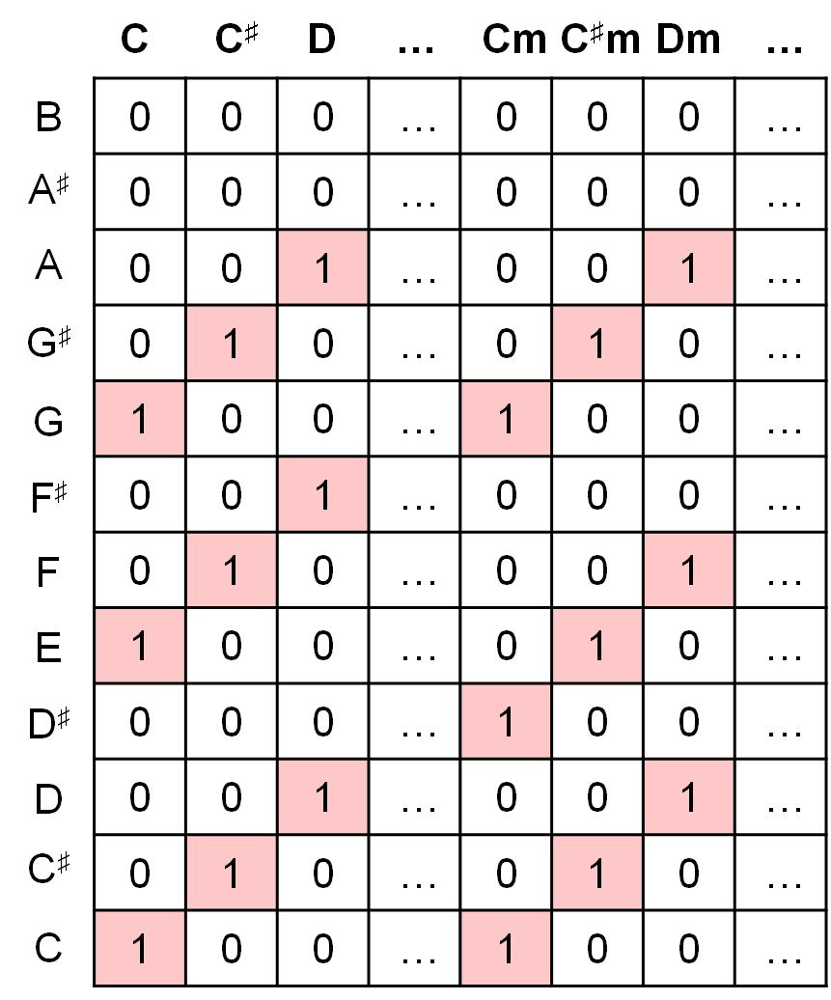 C C♯ D ... Cm C♯m Dm ...
B 0 0 0 ... 0 0 0 ...
A♯ 0 0 0 ... 0 0 0 ...
A 0 0 1 ... 0 0 1 ...
G♯ 0 1 0 ... 0 1 0 ...
G 1 0 0 ... 1 0 0 ...
F♯ 0 0 1 ... 0 0 0 ...
F 0 1 0 ... 0 0 1 ...
E 1 0 0 ... 0 1 0 ...
D♯ 0 0 0 ... 1 0 0 ...
D 0 0 1 ... 0 0 1 ...
C♯ 0 1 0 ... 0 1 0 ...
C 1 0 0 ... 1 0 0 ...